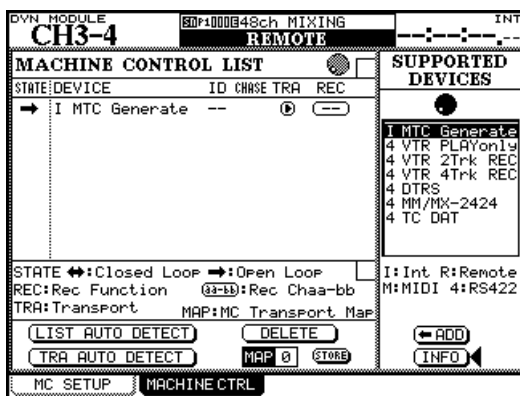 DYN MODULE
CH3-4
48ch MIXING
REMOTE
INT
--:--:--.--
MACHINE CONTROL LIST
STATE DEVICE ID CHASE TRA REC
➡ I MTC Generate -- (--)
STATE ↔:Closed Loop ➡:Open Loop
REC:Rec Function (aa-bb):Rec Chaa-bb
TRA:Transport MAP:MC Transport Map
LIST AUTO DETECT DELETE
TRA AUTO DETECT MAP 0 STORE
SUPPORTED
DEVICES
I MTC Generate
4 VTR PLAYonly
4 VTR 2Trk REC
4 VTR 4Trk REC
4 DTRS
4 MM/MX-2424
4 TC DAT
I:Int R:Remote
M:MIDI 4:RS422
←ADD
INFO
MC SETUP MACHINE CTRL